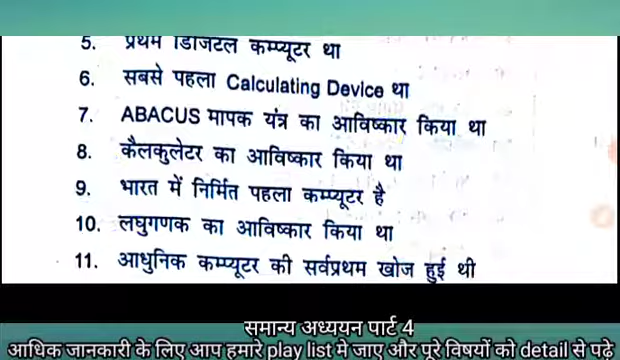 5. प्रथम डिजिटल कम्प्यूटर था
6. सबसे पहला Calculating Device था
7. ABACUS मापक यंत्र का आविष्कार किया था
8. कैलकुलेटर का आविष्कार किया था
9. भारत में निर्मित पहला कम्प्यूटर है
10. लघुगणक का आविष्कार किया था
11. आधुनिक कम्प्यूटर की सर्वप्रथम खोज हुई थी
समान्य अध्ययन पार्ट 4
आधिक जानकारी के लिए आप हमारे play list मे जाए और पूरे विषयों को detail से पढ़े